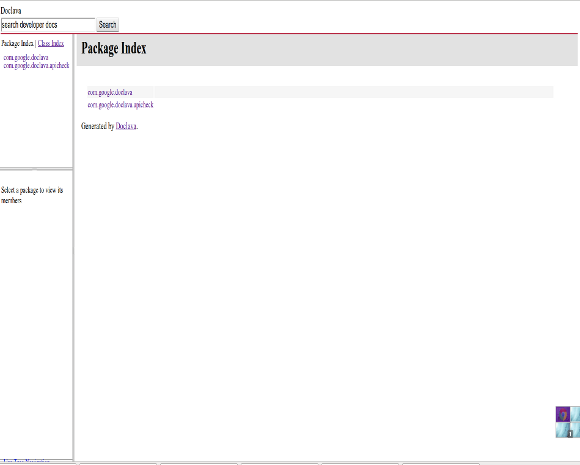 Doclava
search developer docs Search
Package Index | Class Index
com.google.doclava
com.google.doclava.apicheck
Select a package to view its
members
Package Index
com.google.doclava
com.google.doclava.apicheck
Generated by Doclava.